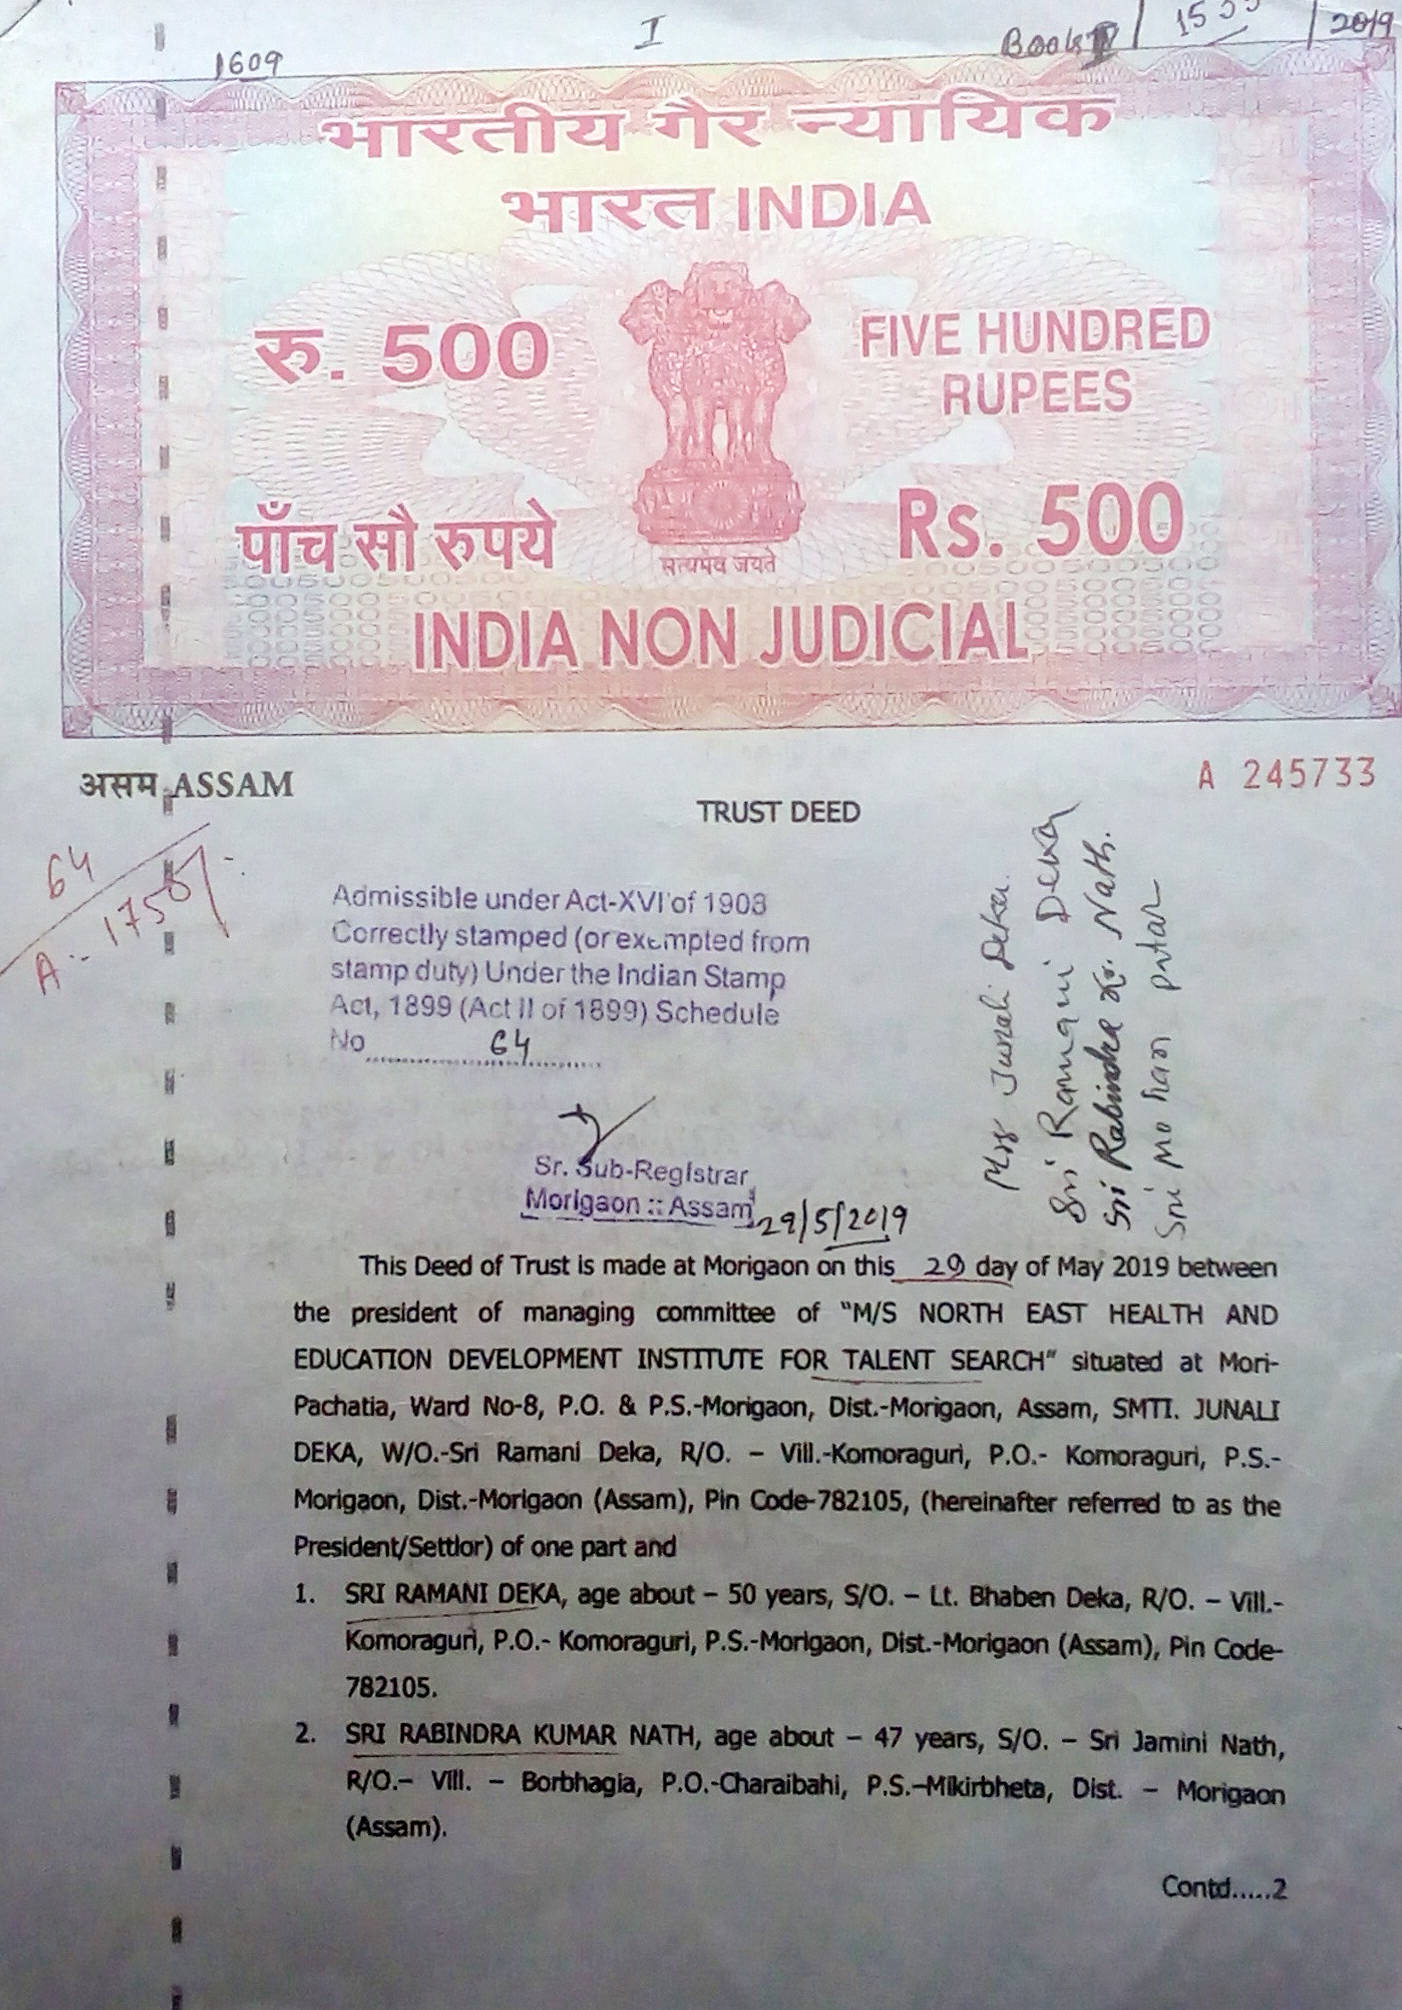 1609
I
2019
भारतीय गैर न्यायिक
भारत INDIA
रु. 500
FIVE HUNDRED
RUPEES
पाँच सौ रुपये
Rs. 500
सत्यमेव जयते
INDIA NON JUDICIAL
असम ASSAM
A 245733
TRUST DEED
64
Admissible under Act-XVI of 1908
Correctly stamped (or exempted from
stamp duty) Under the Indian Stamp
Act, 1899 (Act II of 1899) Schedule
No 64
Sr. Sub-Registrar
Morigaon :: Assam
29/5/2019
Mrs Junali Deka.
Sri Ramani Deka
Sri Rabindra Kr. Nath.
Sri Mohan
This Deed of Trust is made at Morigaon on this 29 day of May 2019 between
the president of managing committee of “M/S NORTH EAST HEALTH AND
EDUCATION DEVELOPMENT INSTITUTE FOR TALENT SEARCH” situated at Mori-
Pachatia, Ward No-8, P.O. & P.S.-Morigaon, Dist.-Morigaon, Assam, SMTI. JUNALI
DEKA, W/O.-Sri Ramani Deka, R/O. – Vill.-Komoraguri, P.O.- Komoraguri, P.S.-
Morigaon, Dist.-Morigaon (Assam), Pin Code-782105, (hereinafter referred to as the
President/Settlor) of one part and
1. SRI RAMANI DEKA, age about – 50 years, S/O. – Lt. Bhaben Deka, R/O. – Vill.-
Komoraguri, P.O.- Komoraguri, P.S.-Morigaon, Dist.-Morigaon (Assam), Pin Code-
782105.
2. SRI RABINDRA KUMAR NATH, age about – 47 years, S/O. – Sri Jamini Nath,
R/O.– Vill. – Borbhagia, P.O.-Charaibahi, P.S.–Mikirbheta, Dist. – Morigaon
(Assam).
Contd.....2